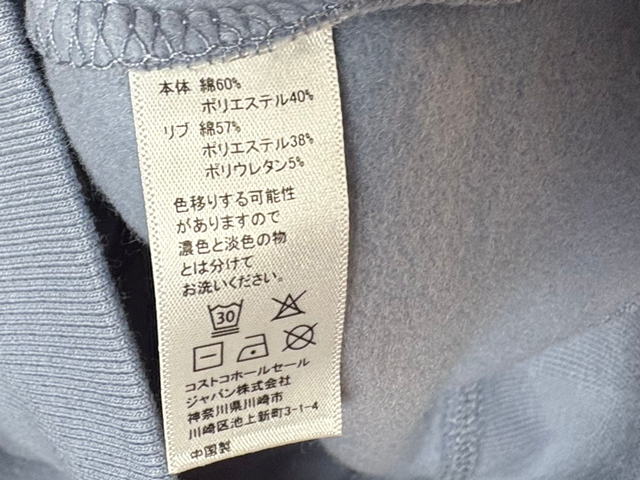 本体 綿60%
ポリエステル40%
リブ 綿57%
ポリエステル38%
ポリウレタン5%
色移りする可能性
がありますので
濃色と淡色の物
とは分けて
お洗いください。
30
コストコホールセール
ジャパン株式会社
神奈川県川崎市
川崎区池上新町3-1-4
中国製